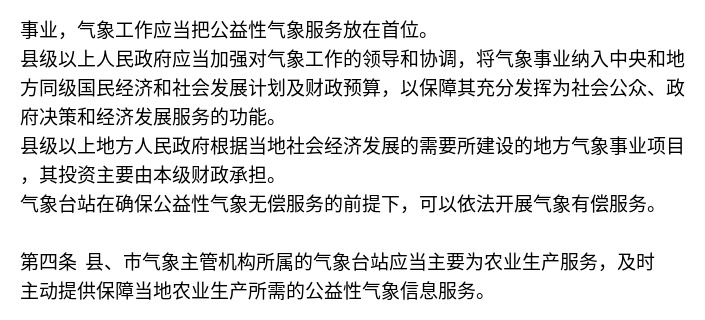 事业，气象工作应当把公益性气象服务放在首位。
县级以上人民政府应当加强对气象工作的领导和协调，将气象事业纳入中央和地
方同级国民经济和社会发展计划及财政预算，以保障其充分发挥为社会公众、政
府决策和经济发展服务的功能。
县级以上地方人民政府根据当地社会经济发展的需要所建设的地方气象事业项目
，其投资主要由本级财政承担。
气象台站在确保公益性气象无偿服务的前提下，可以依法开展气象有偿服务。
第四条 县、市气象主管机构所属的气象台站应当主要为农业生产服务，及时
主动提供保障当地农业生产所需的公益性气象信息服务。